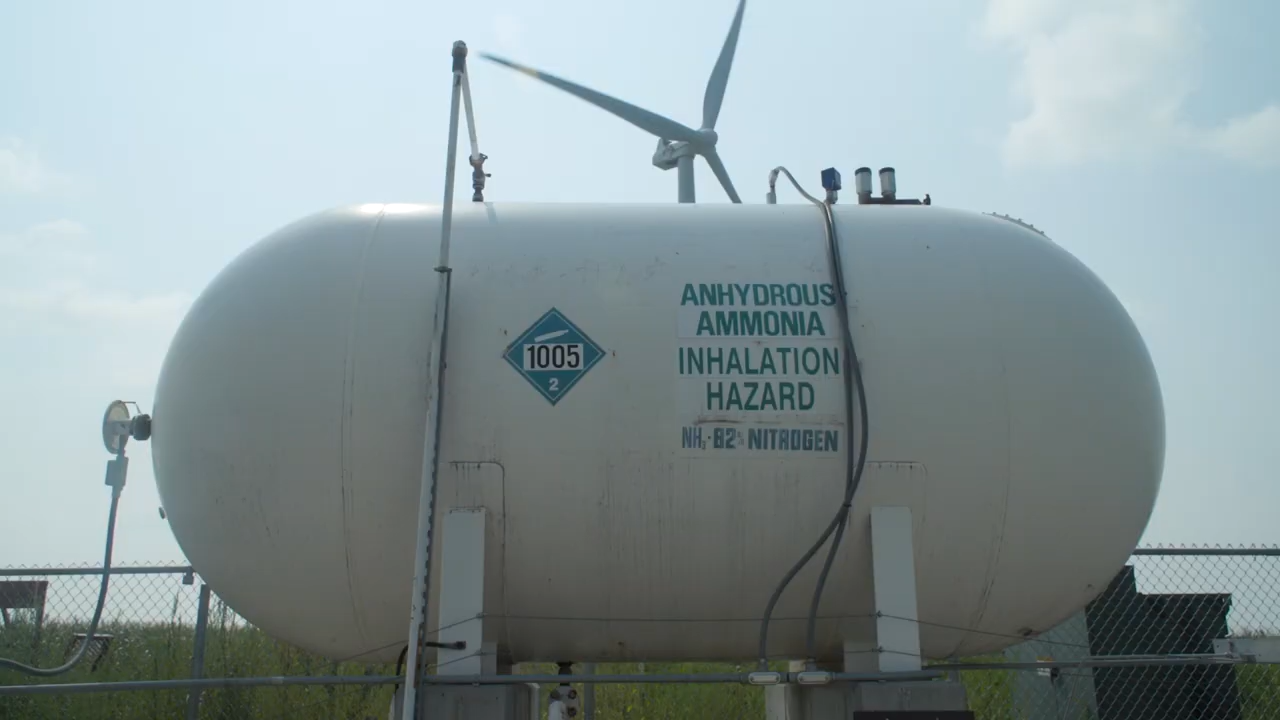 1005
2
ANHYDROUS
AMMONIA
INHALATION
HAZARD
NH₃-82% NITROGEN